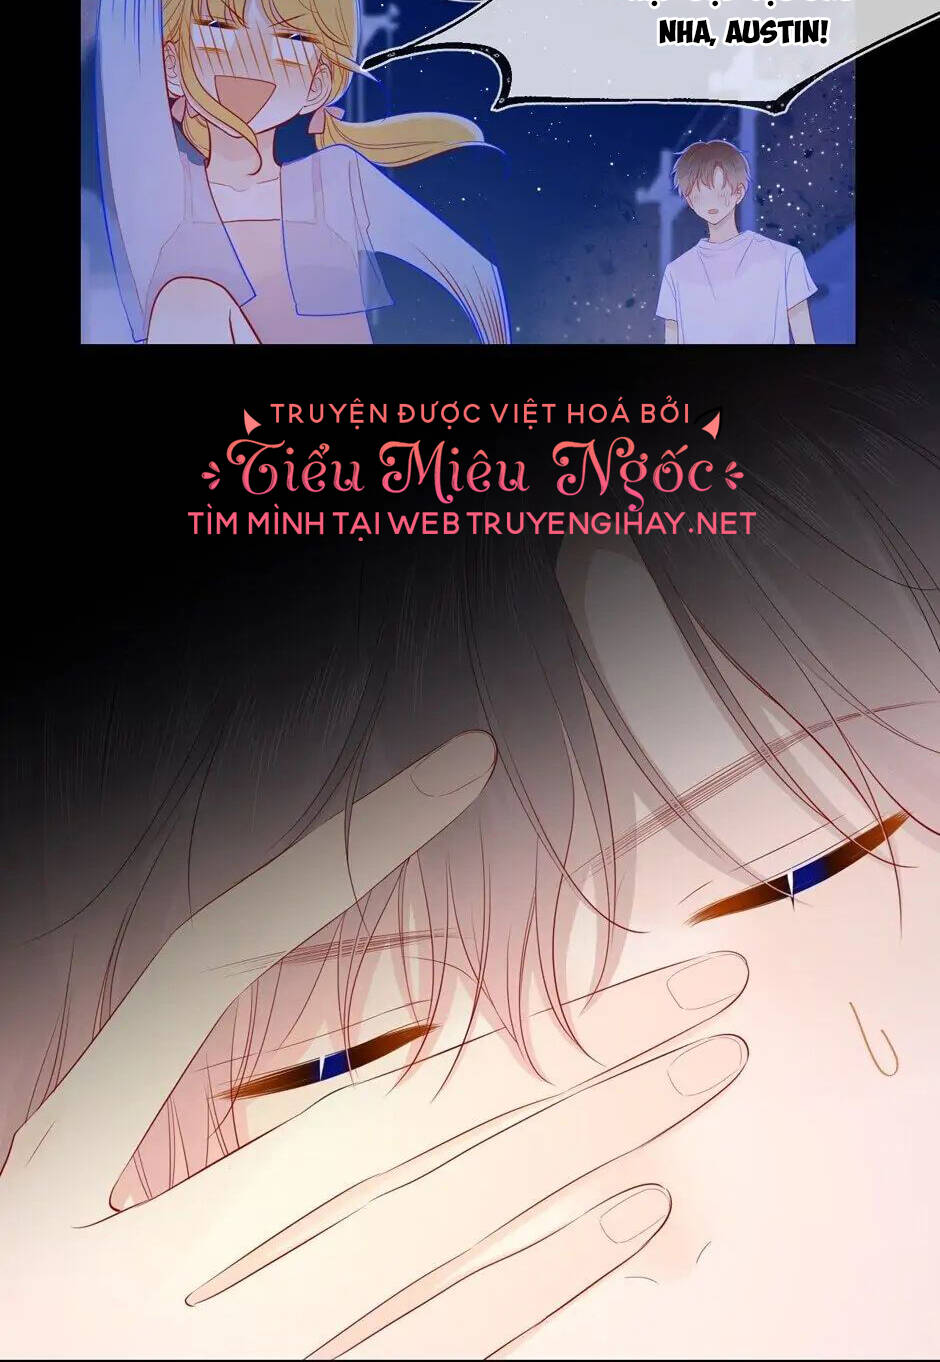 NHA, AUSTIN!
TRUYỆN ĐƯỢC VIỆT HOÁ BỞI
Tiểu Miêu Ngốc
TÌM MÌNH TẠI WEB TRUYENGIHAY.NET